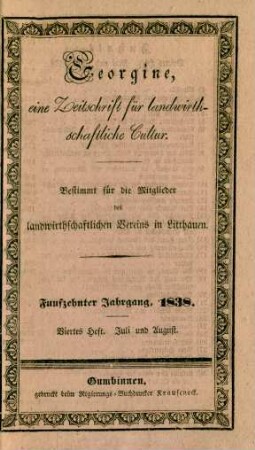 Georgine,
eine Zeitschrift für landwirth-
schaftliche Cultur.
Bestimmt für die Mitglieder
des
landwirthschaftlichen Vereins in Litthauen.
Funfzehnter Jahrgang, 1838.
Viertes Heft. Juli und August.
Gumbinnen,
gedruckt beim Regierungs-Buchdrucker Krauseneck.